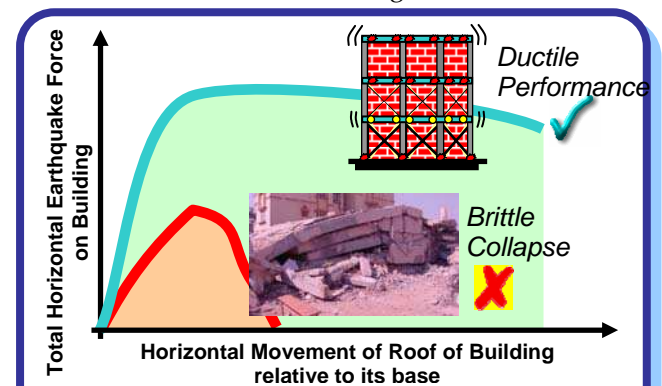 Ductile
Performance
Brittle
Collapse
Total Horizontal Earthquake Force
on Building
Horizontal Movement of Roof of Building
relative to its base